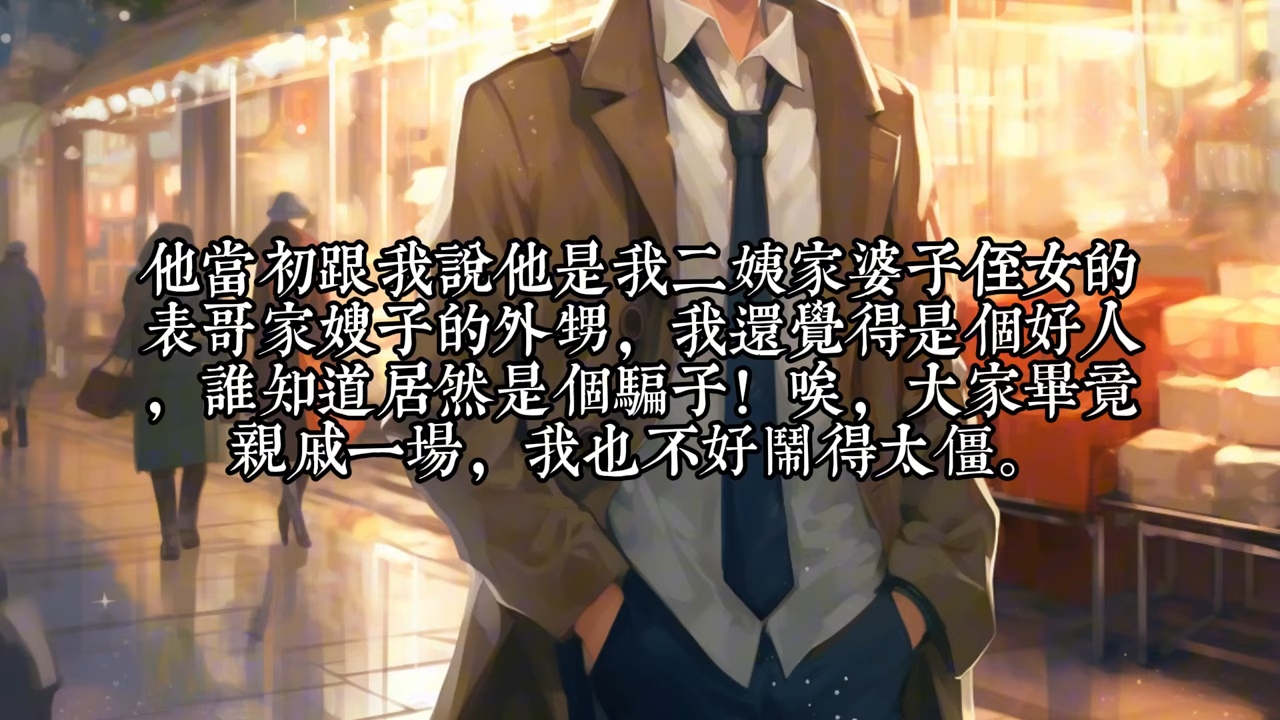 他當初跟我說他是我二姨家婆子侄女的
表哥家嫂子的外甥，我還覺得是個好人
，誰知道居然是個騙子！唉，大家畢竟
親戚一場，我也不好鬧得太僵。